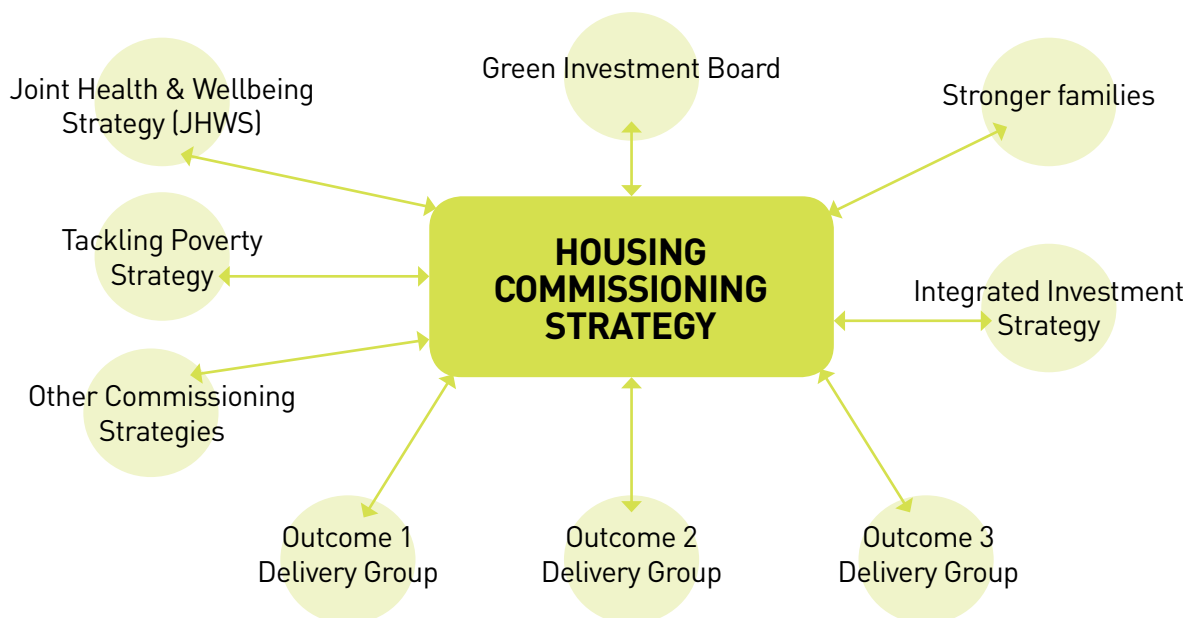 Joint Health & Wellbeing
Strategy (JHWS)
Green Investment Board
Stronger families
Tackling Poverty
Strategy
HOUSING
COMMISSIONING
STRATEGY
Integrated Investment
Strategy
Other Commissioning
Strategies
Outcome 1
Delivery Group
Outcome 2
Delivery Group
Outcome 3
Delivery Group